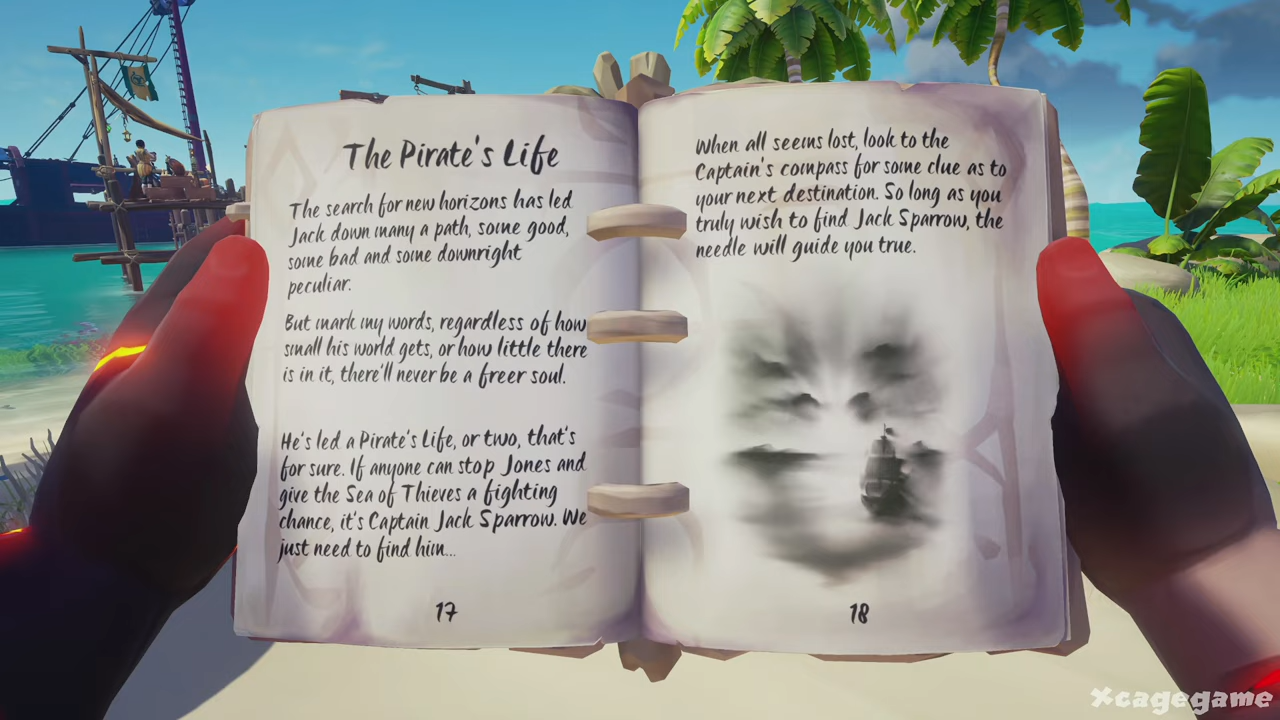 The Pirate's Life
The search for new horizons has led
Jack down many a path, some good,
some bad and some downright
peculiar.
But mark my words, regardless of how
small his world gets, or how little there
is in it, there'll never be a freer soul.
He's led a Pirate's Life, or two, that's
for sure. If anyone can stop Jones and
give the Sea of Thieves a fighting
chance, it's Captain Jack Sparrow. We
just need to find him...
17
When all seems lost, look to the
Captain's compass for some clue as to
your next destination. So long as you
truly wish to find Jack Sparrow, the
needle will guide you true.
18
Xcagegame